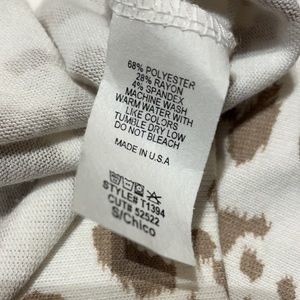 68% POLYESTER
28% RAYON
4% SPANDEX
MACHINE WASH
WARM WATER WITH
LIKE COLORS
TUMBLE DRY LOW
DO NOT BLEACH
MADE IN U.S.A
STYLE# T1394
CUT# 52522
S/Chico